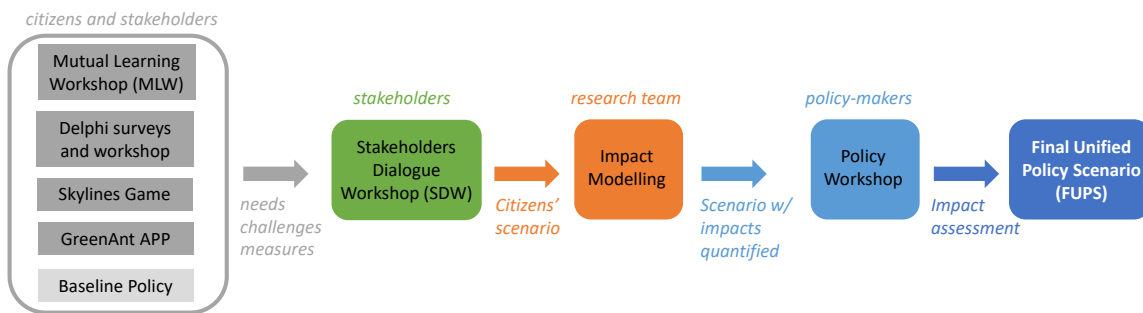 citizens and stakeholders
Mutual Learning
Workshop (MLW)
Delphi surveys
and workshop
Skylines Game
GreenAnt APP
Baseline Policy
needs
challenges
measures
stakeholders
Stakeholders
Dialogue
Workshop (SDW)
Citizens’
scenario
research team
Impact
Modelling
Scenario w/
impacts
quantified
policy-makers
Policy
Workshop
Impact
assessment
Final Unified
Policy Scenario
(FUPS)